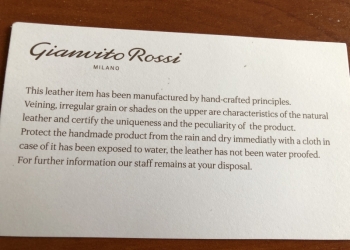 Gianvito Rossi
MILANO
This leather item has been manufactured by hand-crafted principles.
Veining, irregular grain or shades on the upper are characteristics of the natural
leather and certify the uniqueness and the peculiarity of the product.
Protect the handmade product from the rain and dry immediately with a cloth in
case of it has been exposed to water, the leather has not been water proofed.
For further information our staff remains at your disposal.